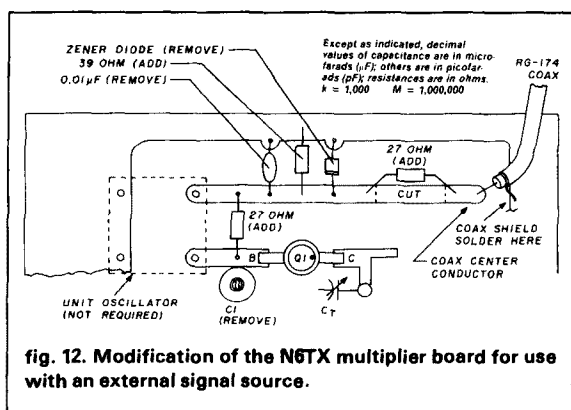 ZENER DIODE (REMOVE)
39 OHM (ADD)
0.01µF (REMOVE)
Except as indicated, decimal
values of capacitance are in micro-
farads (µF); others are in picofar-
ads (pF); resistances are in ohms.
k = 1,000 M = 1,000,000
RG-174
COAX
27 OHM
(ADD)
CUT
27 OHM
(ADD)
COAX SHIELD
SOLDER HERE
COAX CENTER
CONDUCTOR
B
Q1
C
UNIT OSCILLATOR
(NOT REQUIRED)
C1
(REMOVE)
CT
fig. 12. Modification of the N6TX multiplier board for use
with an external signal source.